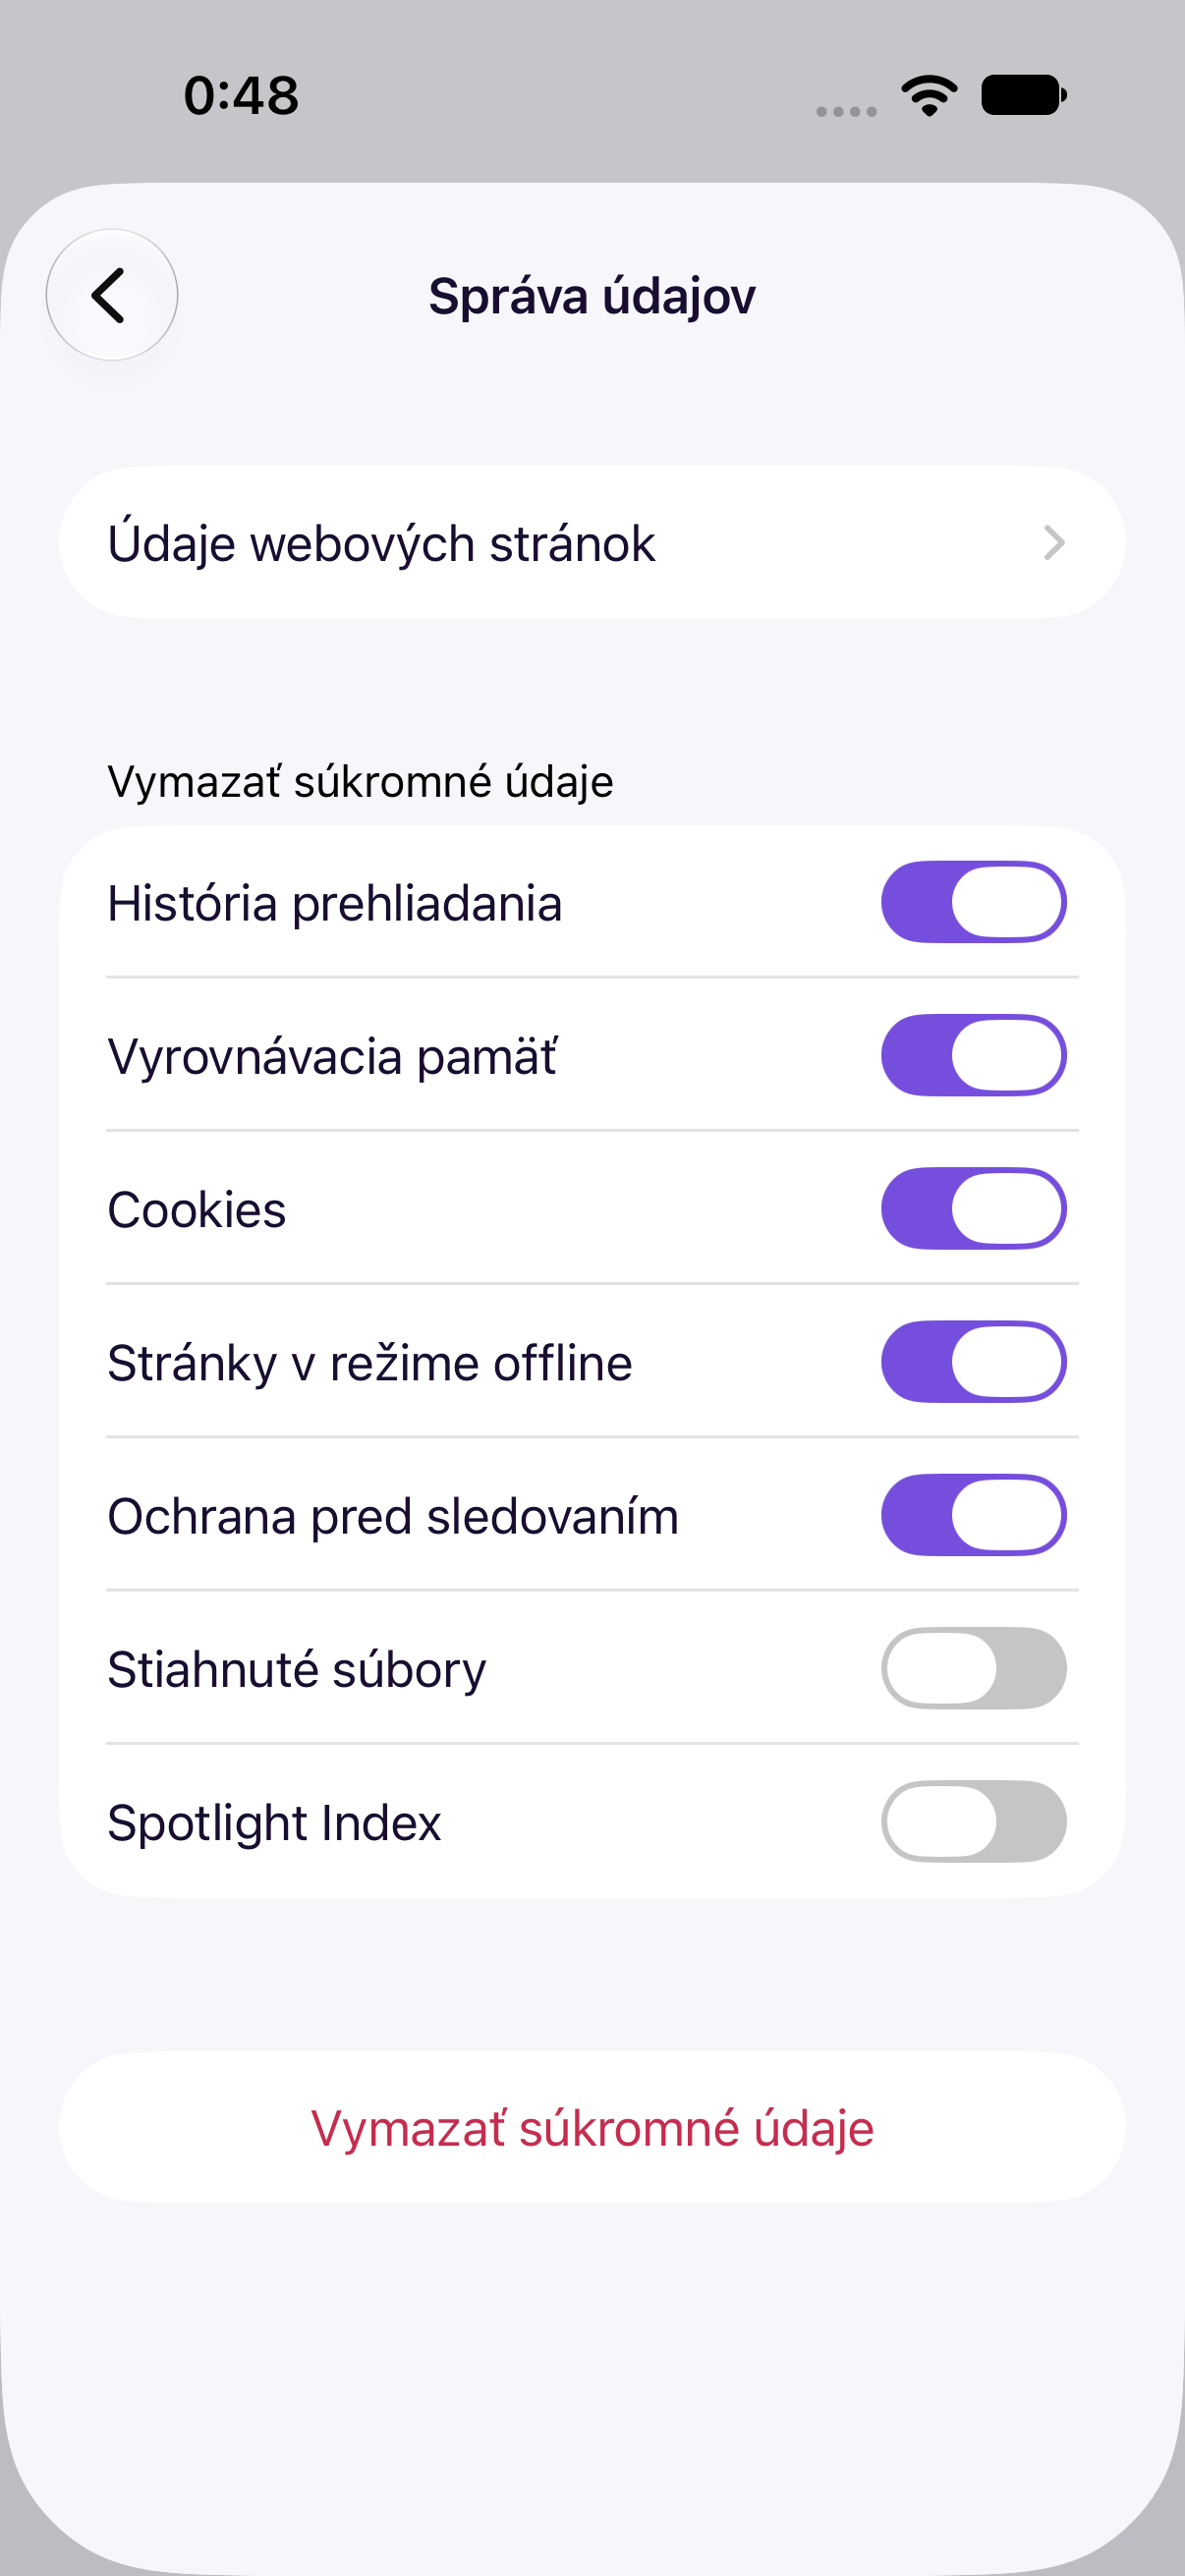 0:48
Správa údajov
Údaje webových stránok
Vymazať súkromné údaje
História prehliadania
Vyrovnávacia pamäť
Cookies
Stránky v režime offline
Ochrana pred sledovaním
Stiahnuté súbory
Spotlight Index
Vymazať súkromné údaje